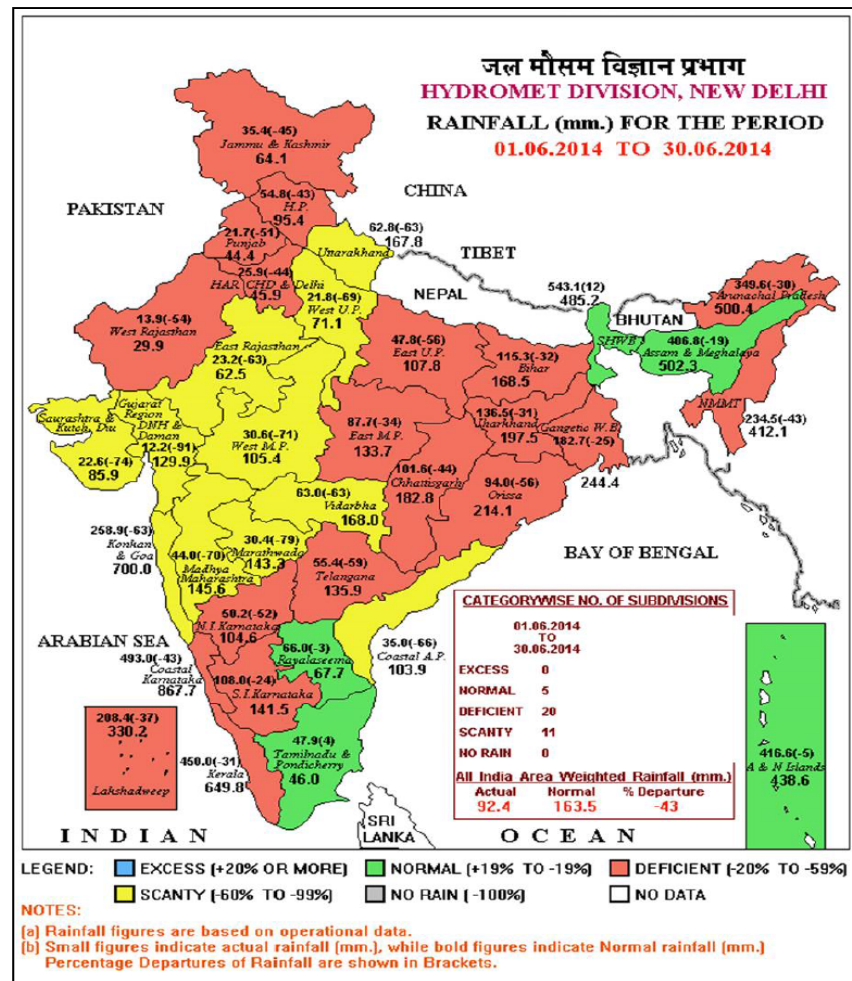 जल मौसम विज्ञान प्रभाग
HYDROMET DIVISION, NEW DELHI
RAINFALL (mm.) FOR THE PERIOD
01.06.2014 TO 30.06.2014
35.4(-45)
Jammu & Kashmir
64.1
CHINA
PAKISTAN
54.8(-43)
H.P.
95.4
21.7(-51)
Punjab
44.4
62.8(-63)
167.8
Uttarakhand
TIBET
25.9(-44)
HAR. CHD & Delhi
45.9
NEPAL
21.8(-69)
West U.P.
71.1
543.1(12)
485.2
BHUTAN
349.6(-30)
Arunachal Pradesh
500.4
13.9(-54)
West Rajasthan
29.9
East Rajasthan
23.2(-63)
62.5
47.8(-56)
East U.P.
107.8
115.3(-32)
Bihar
168.5
SHWB
406.8(-19)
Assam & Meghalaya
502.3
NMMT
234.5(-43)
412.1
Saurashtra &
Kutch, Diu
22.6(-74)
85.9
Gujarat
Region
DNH &
Daman
12.2(-91)
129.9
30.6(-71)
West M.P.
105.4
87.7(-34)
East M.P.
133.7
136.5(-31)
197.5
Gangetic W.B.
182.7(-25)
244.4
101.6(-44)
Chhattisgarh
182.8
94.0(-56)
Orissa
214.1
63.0(-63)
Vidarbha
168.0
258.9(-63)
Konkan
& Goa
700.0
44.0(-70)
Madhya
Maharashtra
145.6
30.4(-79)
Marathwada
143.3
55.4(-59)
Telangana
135.9
BAY OF BENGAL
ARABIAN SEA
50.2(-52)
N.I.Karnataka
104.6
66.0(-3)
Rayalaseema
67.7
35.0(-66)
Coastal A.P.
103.9
493.0(-43)
Coastal
Karnataka
867.7
108.0(-24)
S.I.Karnataka
141.5
208.4(-37)
330.2
Lakshadweep
450.0(-31)
Kerala
649.8
47.9(4)
Tamilnadu &
Pondicherry
46.0
CATEGORYWISE NO. OF SUBDIVISIONS
01.06.2014
TO
30.06.2014
EXCESS 0
NORMAL 5
DEFICIENT 20
SCANTY 11
NO RAIN 0
All India Area Weighted Rainfall (mm.)
Actual Normal % Departure
92.4 163.5 -43
416.6(-5)
A & N Islands
438.6
SRI
LANKA
INDIAN OCEAN
LEGEND: EXCESS (+20% OR MORE) NORMAL (+19% TO -19%) DEFICIENT (-20% TO -59%)
SCANTY (-60% TO -99%) NO RAIN (-100%) NO DATA
NOTES:
(a) Rainfall figures are based on operational data.
(b) Small figures indicate actual rainfall (mm.), while bold figures indicate Normal rainfall (mm.)
Percentage Departures of Rainfall are shown in Brackets.